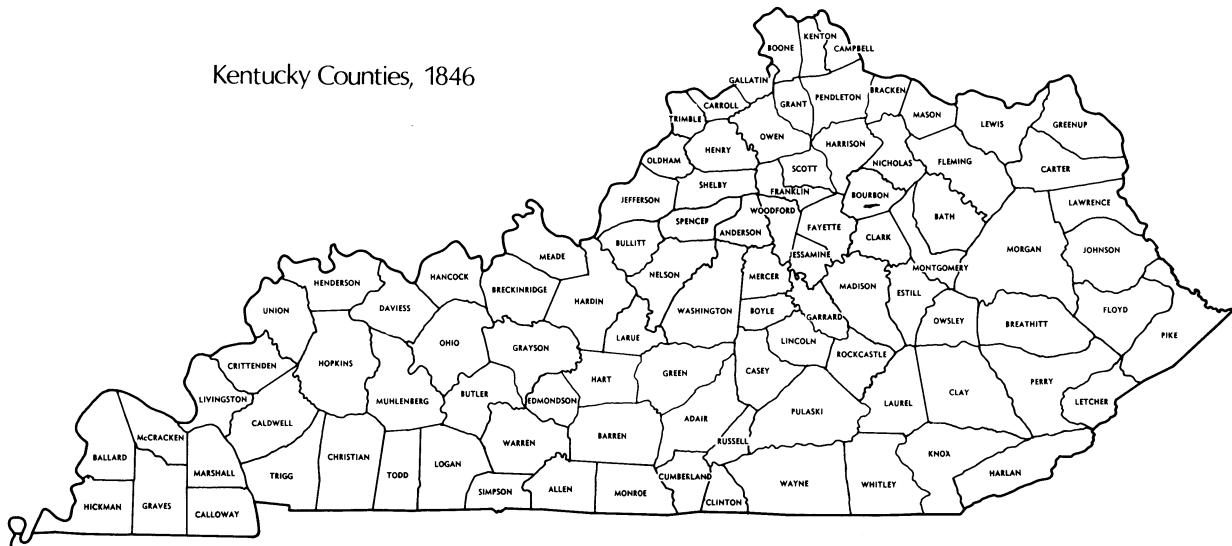 Kentucky Counties, 1846
BOONE
KENTON
CAMPBELL
GALLATIN
CARROLL
TRIMBLE
GRANT
PENDLETON
BRACKEN
MASON
LEWIS
GREENUP
OWEN
HENRY
OLDHAM
HARRISON
NICHOLAS
FLEMING
CARTER
SCOTT
SHELBY
FRANKLIN
BOURBON
JEFFERSON
WOODFORD
FAYETTE
BATH
LAWRENCE
SPENCER
ANDERSON
CLARK
BULLITT
JESSAMINE
MORGAN
JOHNSON
MEADE
NELSON
MERCER
MONTGOMERY
HANCOCK
HENDERSON
BRECKINRIDGE
HARDIN
MADISON
ESTILL
DAVIESS
UNION
WASHINGTON
BOYLE
GARRARD
OWSLEY
BREATHITT
FLOYD
PIKE
OHIO
GRAYSON
LARUE
LINCOLN
ROCKCASTLE
CRITTENDEN
HOPKINS
HART
GREEN
CASEY
PERRY
LIVINGSTON
MUHLENBERG
BUTLER
EDMONDSON
LAUREL
CLAY
LETCHER
CALDWELL
ADAIR
PULASKI
McCRACKEN
WARREN
BARREN
RUSSELL
BALLARD
MARSHALL
TRIGG
CHRISTIAN
TODD
LOGAN
KNOX
HARLAN
CUMBERLAND
HICKMAN
GRAVES
CALLOWAY
SIMPSON
ALLEN
MONROE
CLINTON
WAYNE
WHITLEY